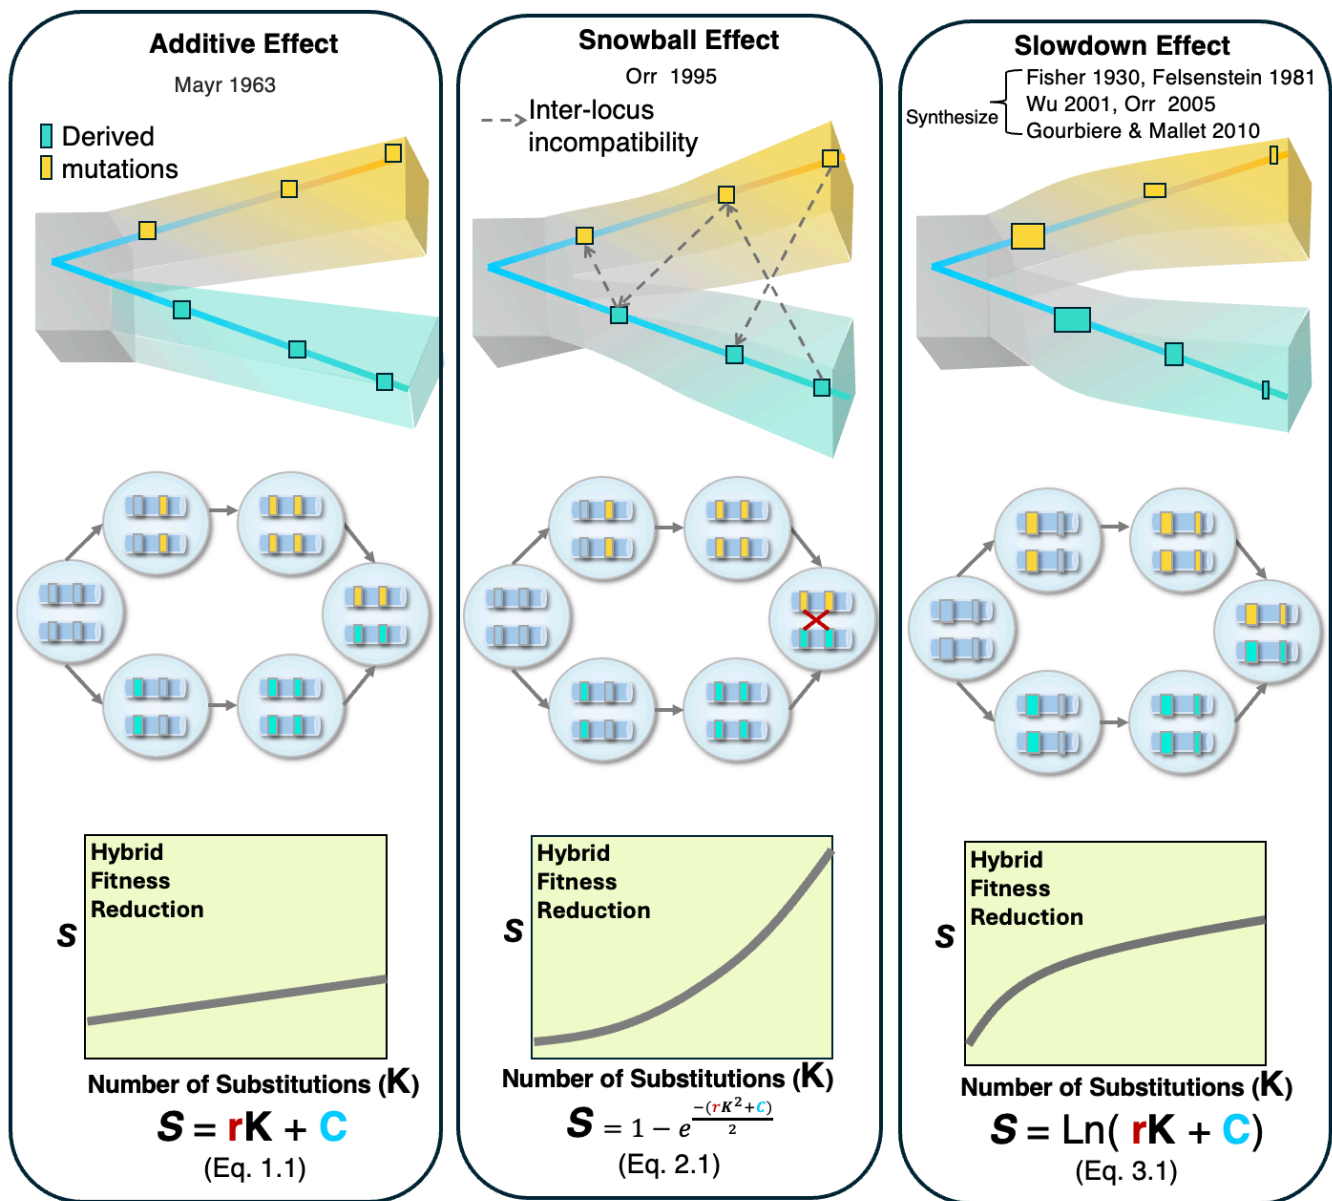 Additive Effect
Mayr 1963
Derived
mutations
Hybrid
Fitness
Reduction
S
Number of Substitutions (K)
S = rK + C
(Eq. 1.1)
Snowball Effect
Orr 1995
Inter-locus
incompatibility
Hybrid
Fitness
Reduction
S
Number of Substitutions (K)
S = 1 − e^(−(rK²+C)/2)
(Eq. 2.1)
Slowdown Effect
Synthesize
Fisher 1930, Felsenstein 1981
Wu 2001, Orr 2005
Gourbiere & Mallet 2010
Hybrid
Fitness
Reduction
S
Number of Substitutions (K)
S = Ln( rK + C)
(Eq. 3.1)